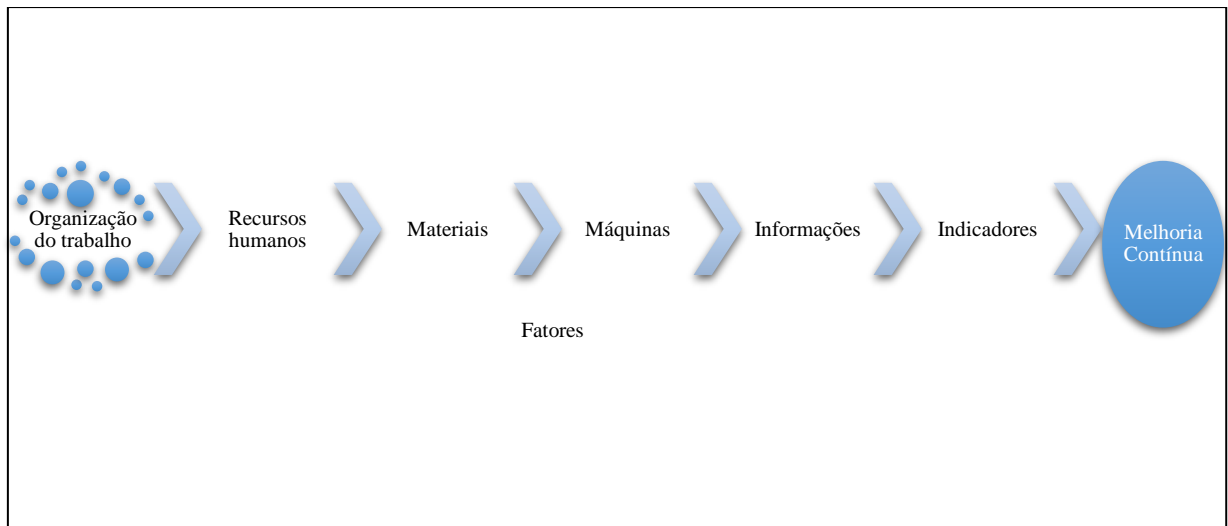 Organização
do trabalho
Recursos
humanos
Materiais
Máquinas
Informações
Indicadores
Melhoria
Contínua
Fatores